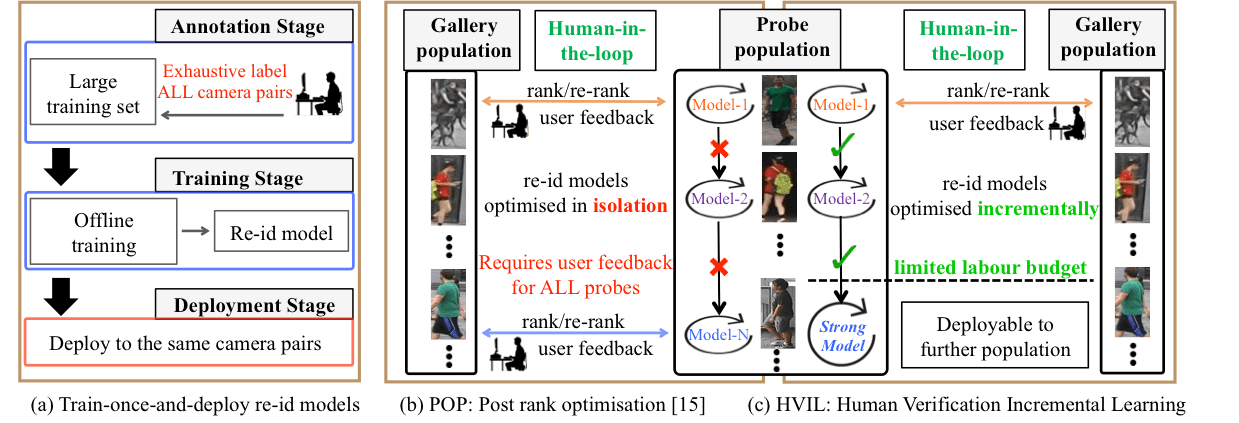 Annotation Stage
Large
training set
Exhaustive label
ALL camera pairs
Training Stage
Offline
training
Re-id model
Deployment Stage
Deploy to the same camera pairs
(a) Train-once-and-deploy re-id models
Gallery
population
Human-in-
the-loop
Probe
population
Human-in-
the-loop
Gallery
population
rank/re-rank
user feedback
Model-1
Model-1
rank/re-rank
user feedback
re-id models
optimised in isolation
Model-2
Model-2
re-id models
optimised incrementally
Requires user feedback
for ALL probes
limited labour budget
rank/re-rank
user feedback
Model-N
Strong
Model
Deployable to
further population
(b) POP: Post rank optimisation [15]
(c) HVIL: Human Verification Incremental Learning